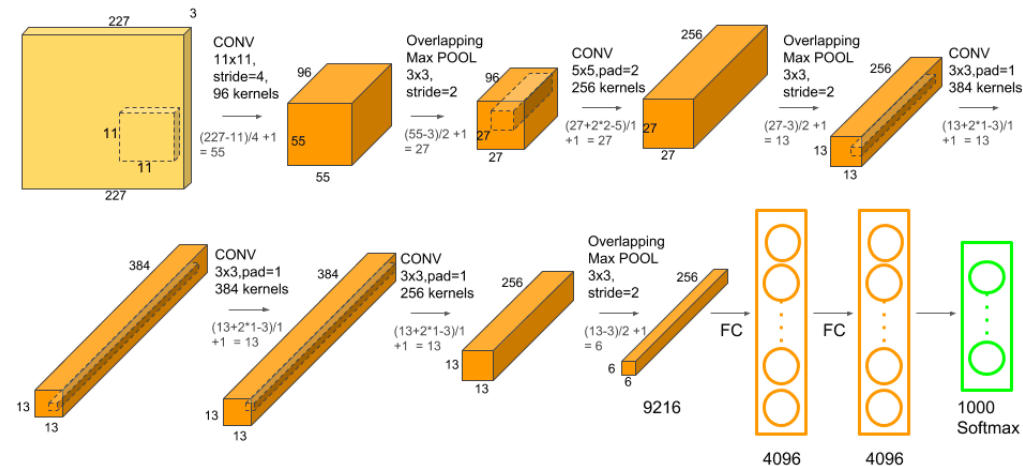 227
3
11
11
227
CONV
11x11,
stride=4,
96 kernels
(227-11)/4 +1
= 55
96
55
55
Overlapping
Max POOL
3x3,
stride=2
(55-3)/2 +1
= 27
96
27
27
CONV
5x5,pad=2
256 kernels
(27+2*2-5)/1
+1 = 27
256
27
27
Overlapping
Max POOL
3x3,
stride=2
(27-3)/2 +1
= 13
256
13
13
CONV
3x3,pad=1
384 kernels
(13+2*1-3)/1
+1 = 13
384
13
13
CONV
3x3,pad=1
384 kernels
(13+2*1-3)/1
+1 = 13
384
13
13
CONV
3x3,pad=1
256 kernels
(13+2*1-3)/1
+1 = 13
256
13
13
Overlapping
Max POOL
3x3,
stride=2
(13-3)/2 +1
= 6
256
6
6
9216
FC
4096
FC
4096
1000
Softmax